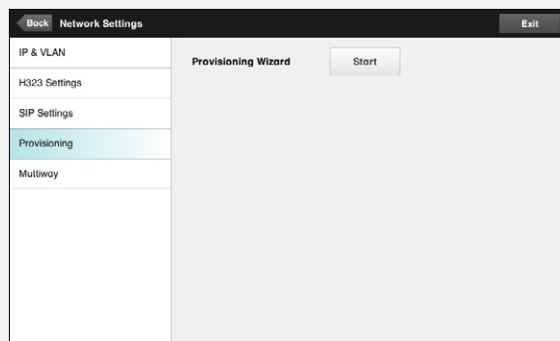 Back Network Settings Exit
IP & VLAN
H323 Settings
SIP Settings
Provisioning
Multiway
Provisioning Wizard Start